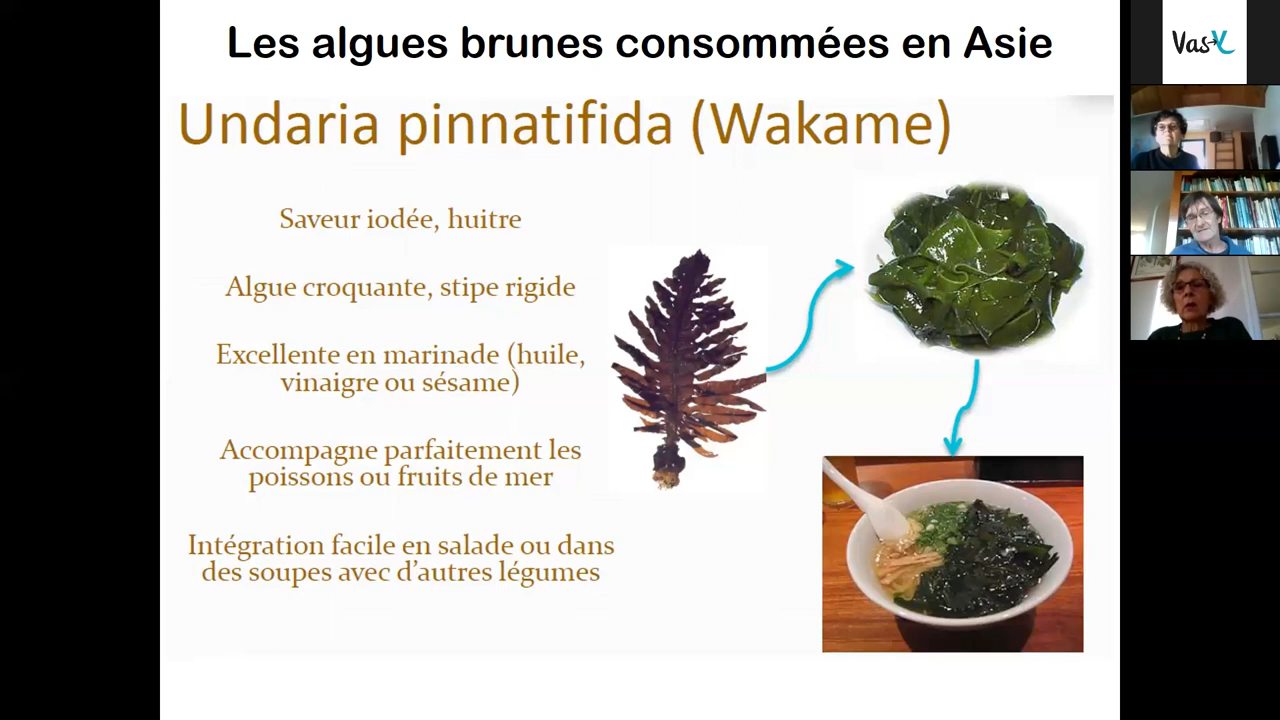 Les algues brunes consommées en Asie
Undaria pinnatifida (Wakame)
Saveur iodée, huitre
Algue croquante, stipe rigide
Excellente en marinade (huile,
vinaigre ou sésame)
Accompagne parfaitement les
poissons ou fruits de mer
Intégration facile en salade ou dans
des soupes avec d’autres légumes